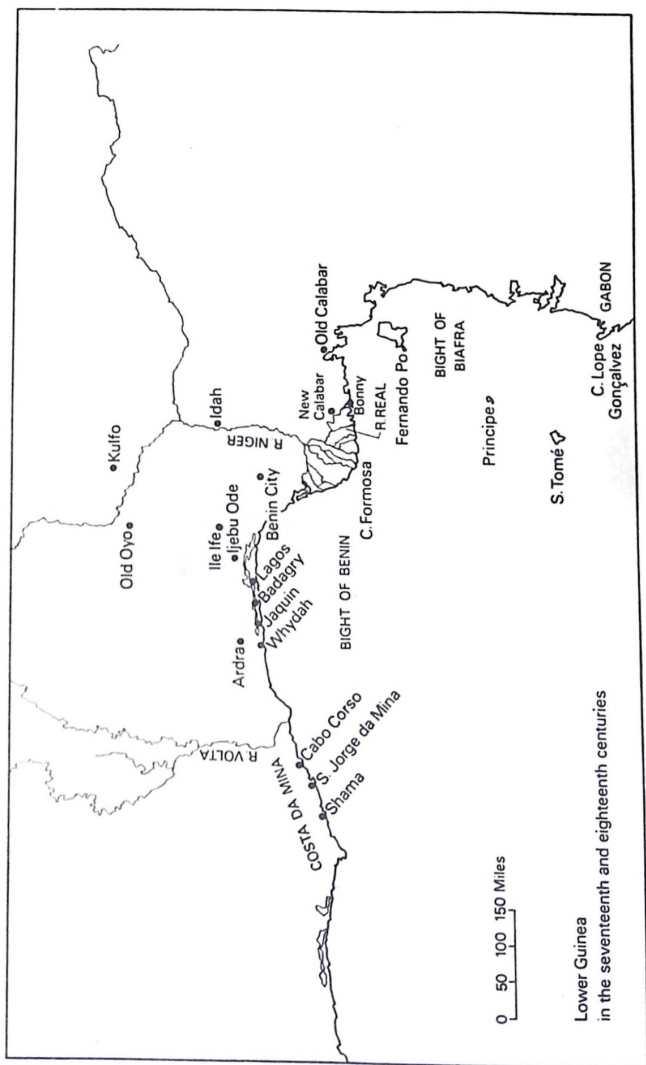 Kulfo
Old Oyo
Idah
R. NIGER
Ile Ife
Ijebu Ode
Benin City
Lagos
Badagry
Jaquin
Whydah
Ardra
R. VOLTA
COSTA DA MINA
Cabo Corso
S. Jorge da Mina
Shama
BIGHT OF BENIN
C. Formosa
New
Calabar
Old Calabar
Bonny
R.REAL
Fernando Po
BIGHT OF
BIAFRA
Principe
S. Tomé
C. Lope
Gonçalvez
GABON
0 50 100 150 Miles
Lower Guinea
in the seventeenth and eighteenth centuries